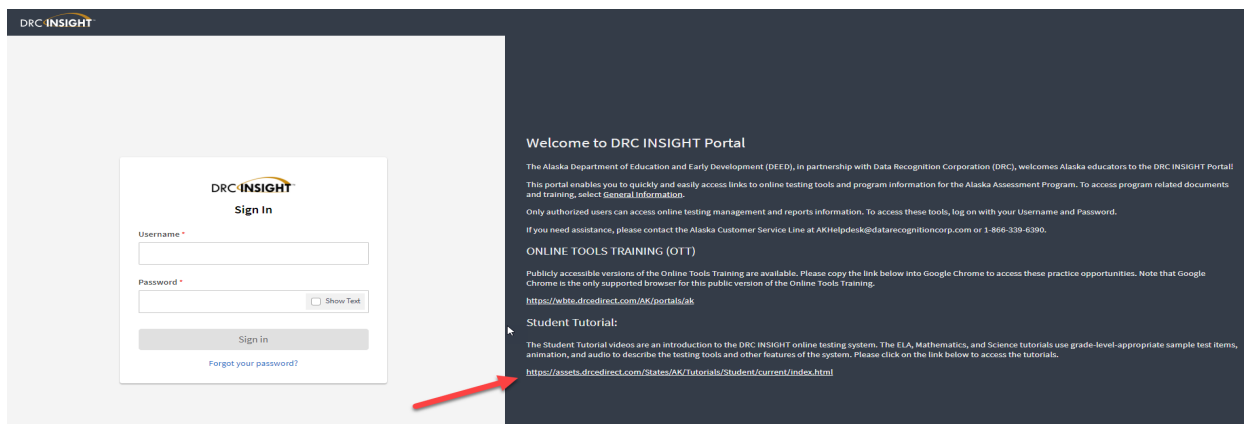 DRC INSIGHT
DRC INSIGHT
Sign In
Username *
Password *
Show Text
Sign in
Forgot your password?
Welcome to DRC INSIGHT Portal
The Alaska Department of Education and Early Development (DEED), in partnership with Data Recognition Corporation (DRC), welcomes Alaska educators to the DRC INSIGHT Portal!
This portal enables you to quickly and easily access links to online testing tools and program information for the Alaska Assessment Program. To access program related documents
and training, select General Information.
Only authorized users can access online testing management and reports information. To access these tools, log on with your Username and Password.
If you need assistance, please contact the Alaska Customer Service Line at AKHelpdesk@datarecognitioncorp.com or 1-866-339-6390.
ONLINE TOOLS TRAINING (OTT)
Publicly accessible versions of the Online Tools Training are available. Please copy the link below into Google Chrome to access these practice opportunities. Note that Google
Chrome is the only supported browser for this public version of the Online Tools Training.
https://wbte.drcedirect.com/AK/portals/ak
Student Tutorial:
The Student Tutorial videos are an introduction to the DRC INSIGHT online testing system. The ELA, Mathematics, and Science tutorials use grade-level-appropriate sample test items,
animation, and audio to describe the testing tools and other features of the system. Please click on the link below to access the tutorials.
https://assets.drcedirect.com/States/AK/Tutorials/Student/current/index.html